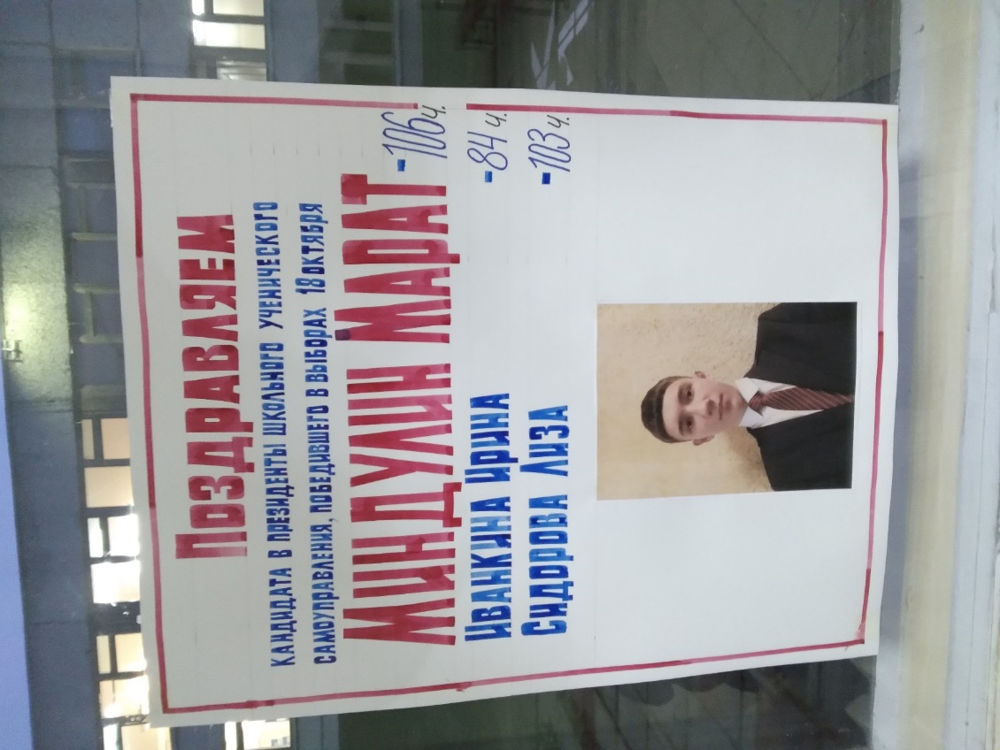 Поздравляем
кандидата в президенты школьного ученического
самоуправления, победившего в выборах 18 октября
Миндулин Марат - 106 ч.
Иванкина Ирина - 84 ч.
Сидорова Лиза - 103 ч.